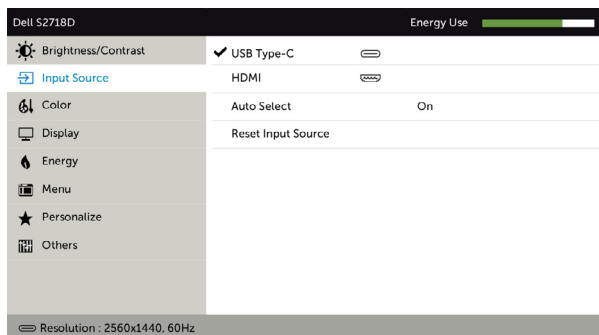 Dell S2718D Energy Use
Brightness/Contrast
Input Source
Color
Display
Energy
Menu
Personalize
Others
USB Type-C
HDMI
Auto Select On
Reset Input Source
Resolution : 2560x1440, 60Hz